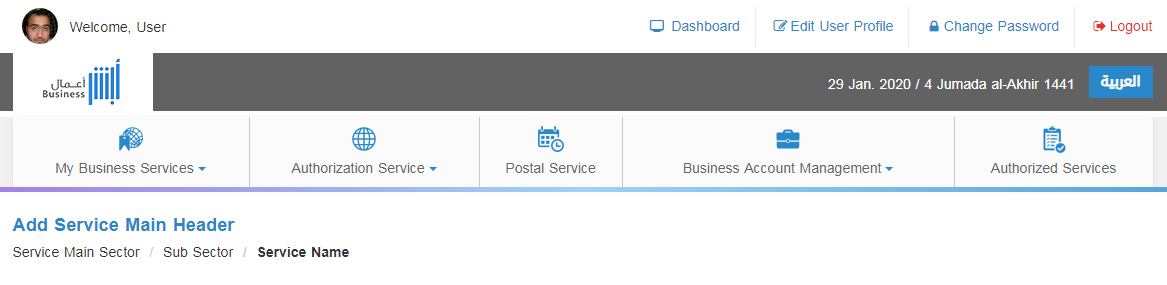 Welcome, User
Dashboard
Edit User Profile
Change Password
Logout
أبشر
أعـمال
Business
29 Jan. 2020 / 4 Jumada al-Akhir 1441
العربية
My Business Services
Authorization Service
Postal Service
Business Account Management
Authorized Services
Add Service Main Header
Service Main Sector / Sub Sector / Service Name